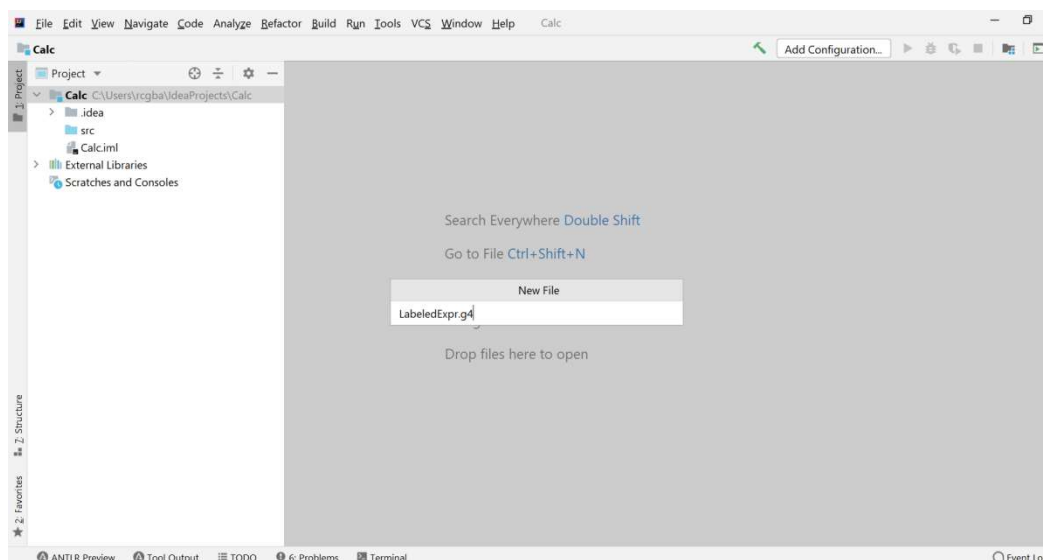 File Edit View Navigate Code Analyze Refactor Build Run Tools VCS Window Help Calc
Calc
Add Configuration...
1: Project
Project
Calc C:\Users\rcgba\IdeaProjects\Calc
.idea
src
Calc.iml
External Libraries
Scratches and Consoles
Search Everywhere Double Shift
Go to File Ctrl+Shift+N
New File
LabeledExpr.g4
Drop files here to open
7: Structure
2: Favorites
ANTLR Preview Tool Output TODO 6: Problems Terminal Event Lo